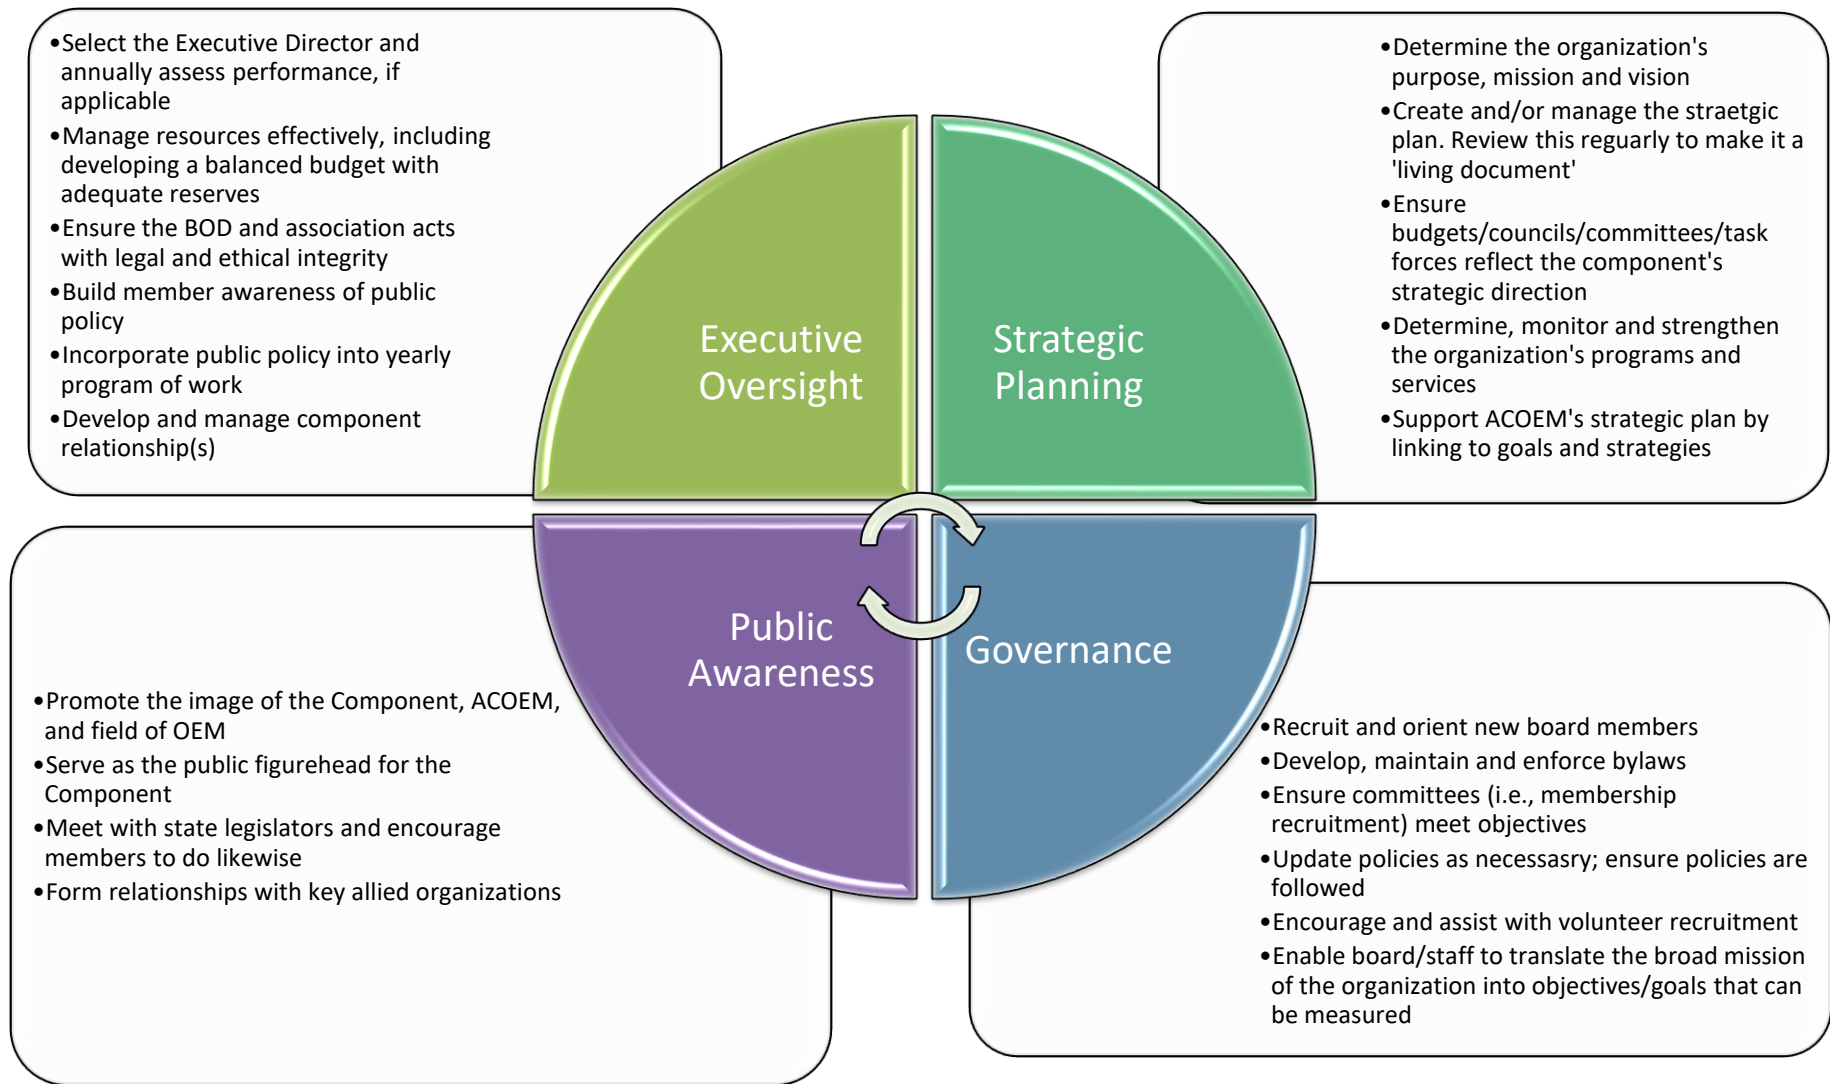 •Select the Executive Director and
annually assess performance, if
applicable
•Manage resources effectively, including
developing a balanced budget with
adequate reserves
•Ensure the BOD and association acts
with legal and ethical integrity
•Build member awareness of public
policy
•Incorporate public policy into yearly
program of work
•Develop and manage component
relationship(s)
Executive
Oversight
Strategic
Planning
•Determine the organization's
purpose, mission and vision
•Create and/or manage the straetgic
plan. Review this reguarly to make it a
'living document'
•Ensure
budgets/councils/committees/task
forces reflect the component's
strategic direction
•Determine, monitor and strengthen
the organization's programs and
services
•Support ACOEM's strategic plan by
linking to goals and strategies
•Promote the image of the Component, ACOEM,
and field of OEM
•Serve as the public figurehead for the
Component
•Meet with state legislators and encourage
members to do likewise
•Form relationships with key allied organizations
Public
Awareness
Governance
•Recruit and orient new board members
•Develop, maintain and enforce bylaws
•Ensure committees (i.e., membership
recruitment) meet objectives
•Update policies as necessasry; ensure policies are
followed
•Encourage and assist with volunteer recruitment
•Enable board/staff to translate the broad mission
of the organization into objectives/goals that can
be measured